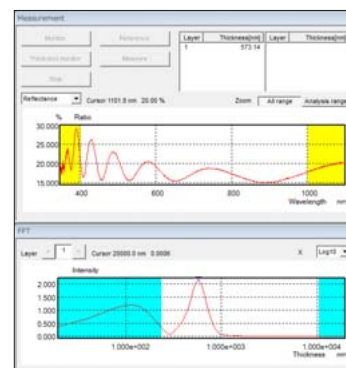 Measurement
Monitor
Reference
Thickness monitor
Measure
Stop
Layer Thickness[nm] Layer Thickness[nm]
1 573.14
Reflectance Cursor 1101.0 nm 20.00 % Zoom All range Analysis range
% Ratio
30.000
25.000
20.000
15.000
400 600 800 1000
Wavelength nm
FFT
Layer 1 Cursor 20000.0 nm 0.0006 X Log10
Intensity
2.000
1.500
1.000
0.500
0.000
1.000e+002 1.000e+003 1.000e+004
Thickness nm